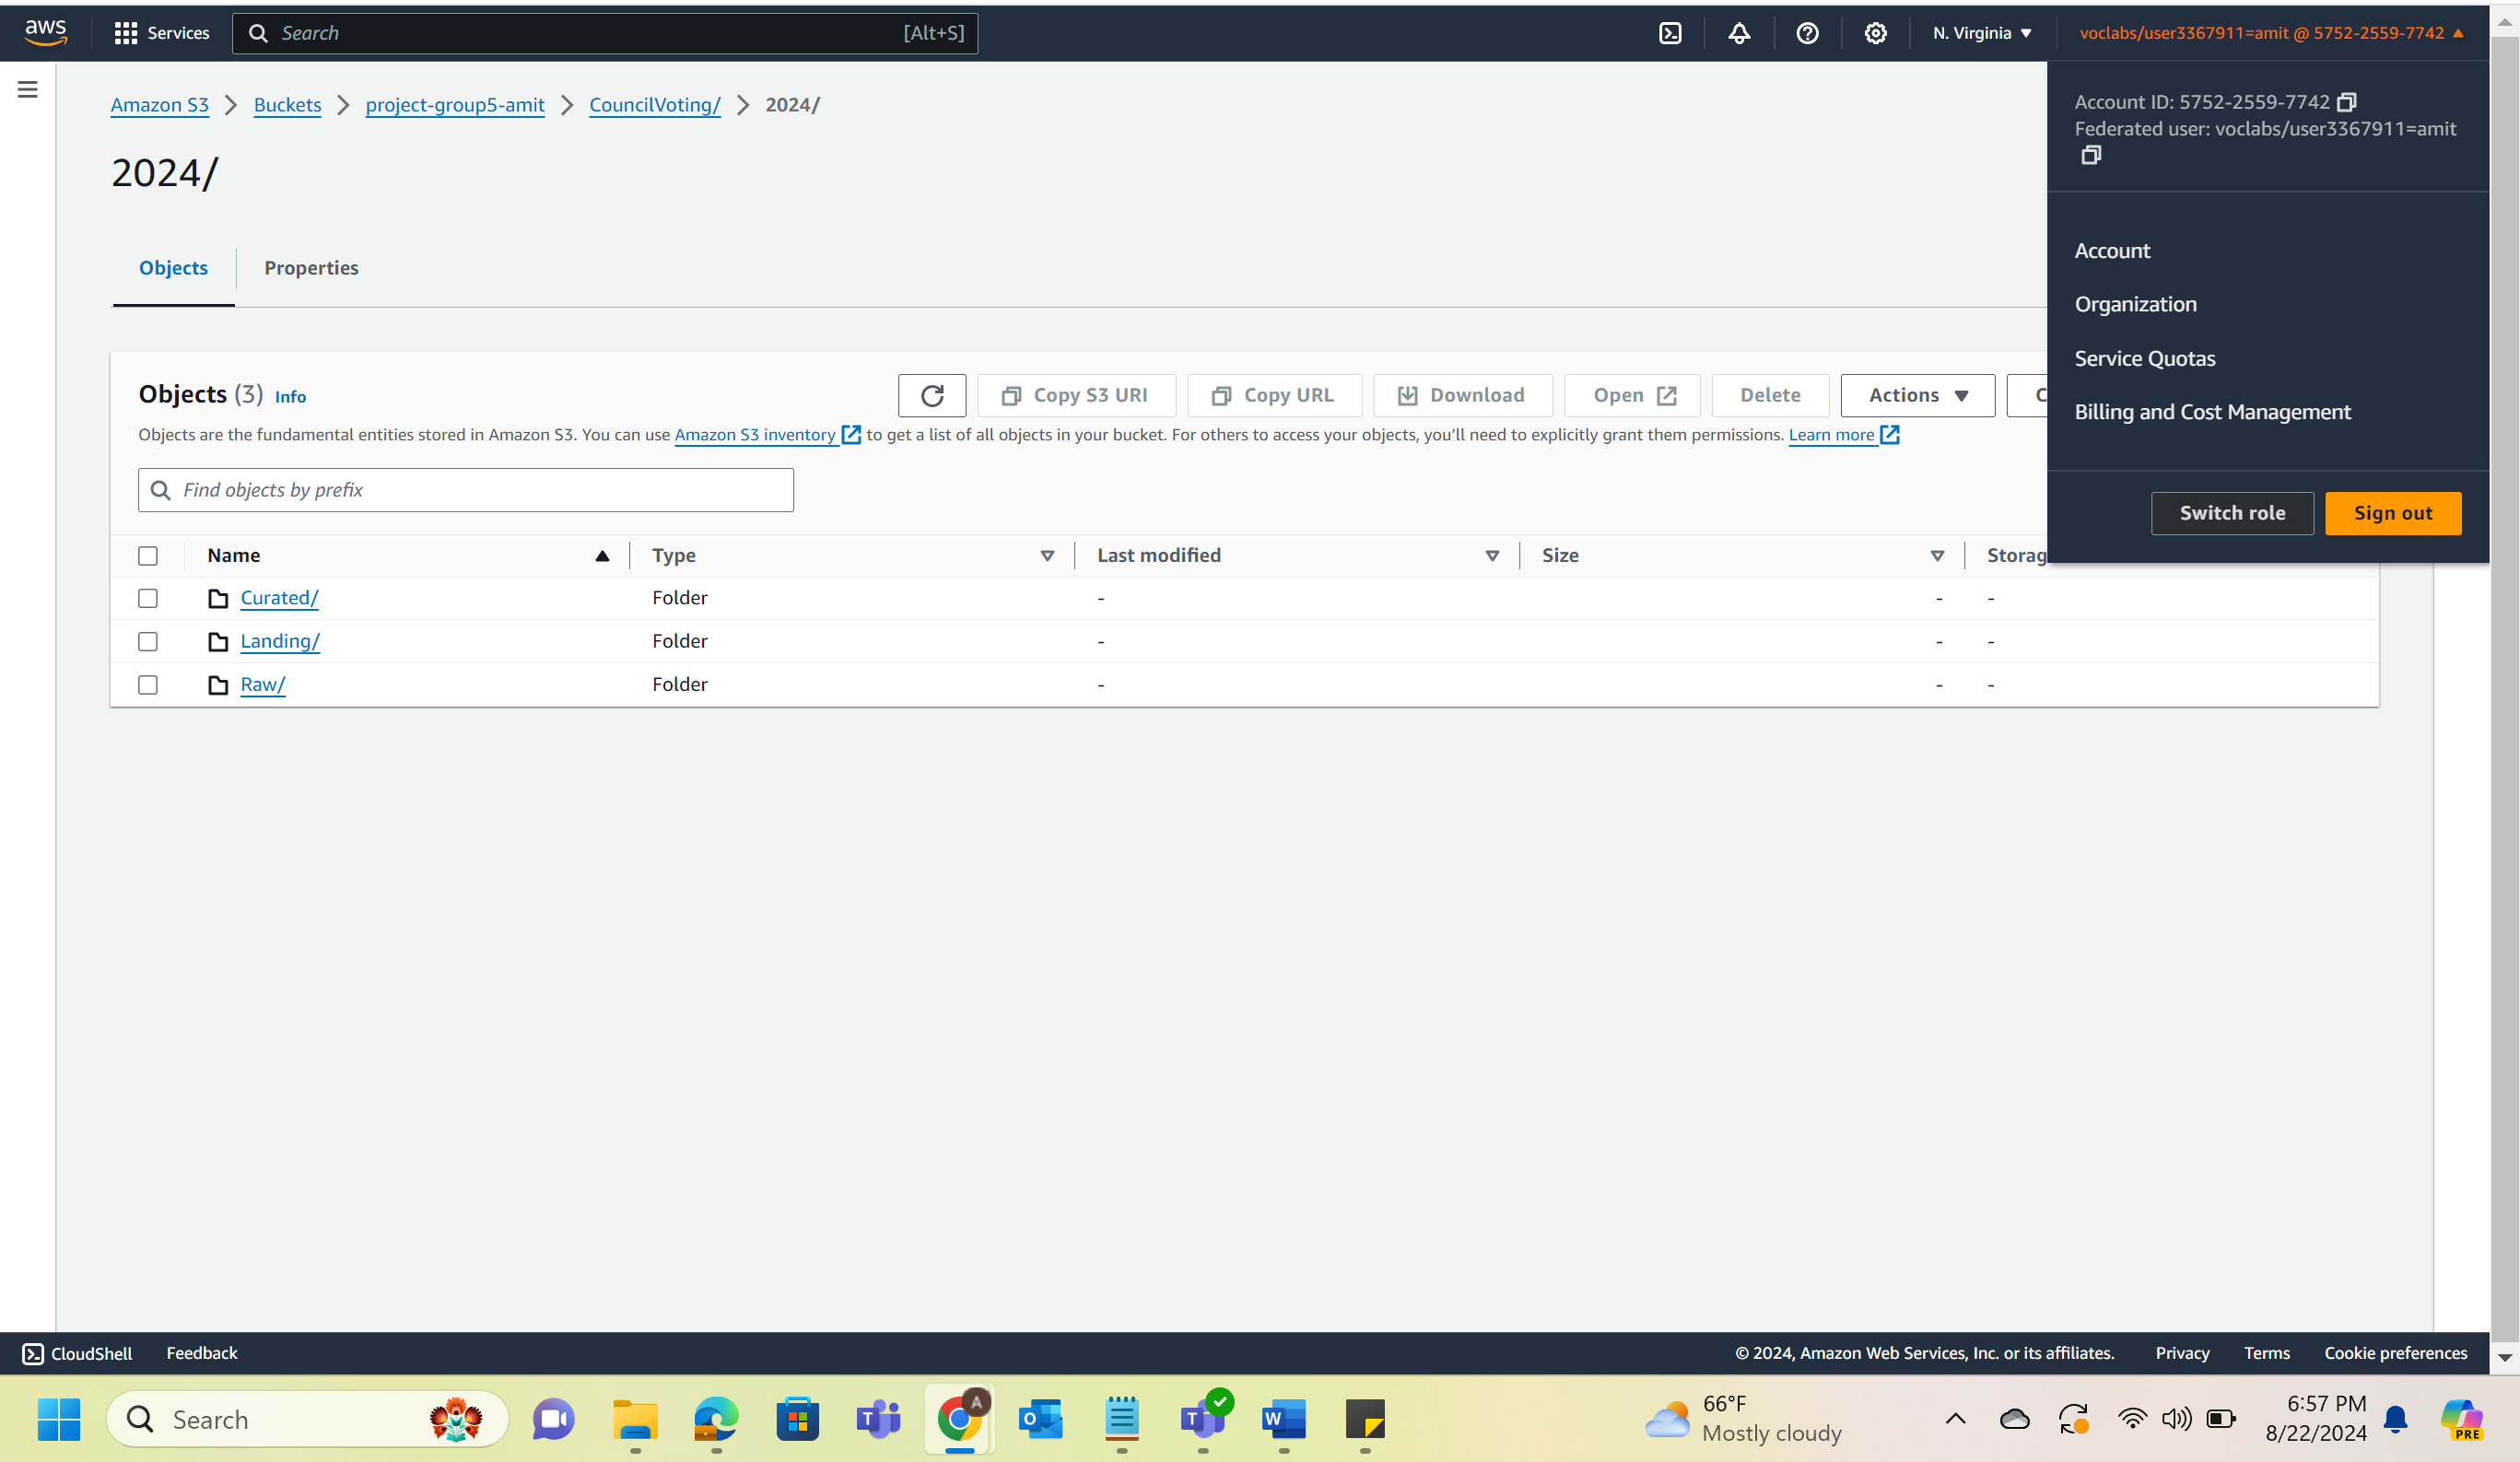 aws Services Search [Alt+S] N. Virginia voclabs/user3367911=amit @ 5752-2559-7742
Amazon S3 Buckets project-group5-amit CouncilVoting/ 2024/
2024/
Objects Properties
Account ID: 5752-2559-7742
Federated user: voclabs/user3367911=amit
Account
Organization
Service Quotas
Billing and Cost Management
Switch role Sign out
Objects (3) Info
Copy S3 URI Copy URL Download Open Delete Actions
Objects are the fundamental entities stored in Amazon S3. You can use Amazon S3 inventory to get a list of all objects in your bucket. For others to access your objects, you'll need to explicitly grant them permissions. Learn more
Find objects by prefix
Name Type Last modified Size Storag
Curated/ Folder - - -
Landing/ Folder - - -
Raw/ Folder - - -
CloudShell Feedback © 2024, Amazon Web Services, Inc. or its affiliates. Privacy Terms Cookie preferences
Search
66°F
Mostly cloudy
6:57 PM
8/22/2024
PRE